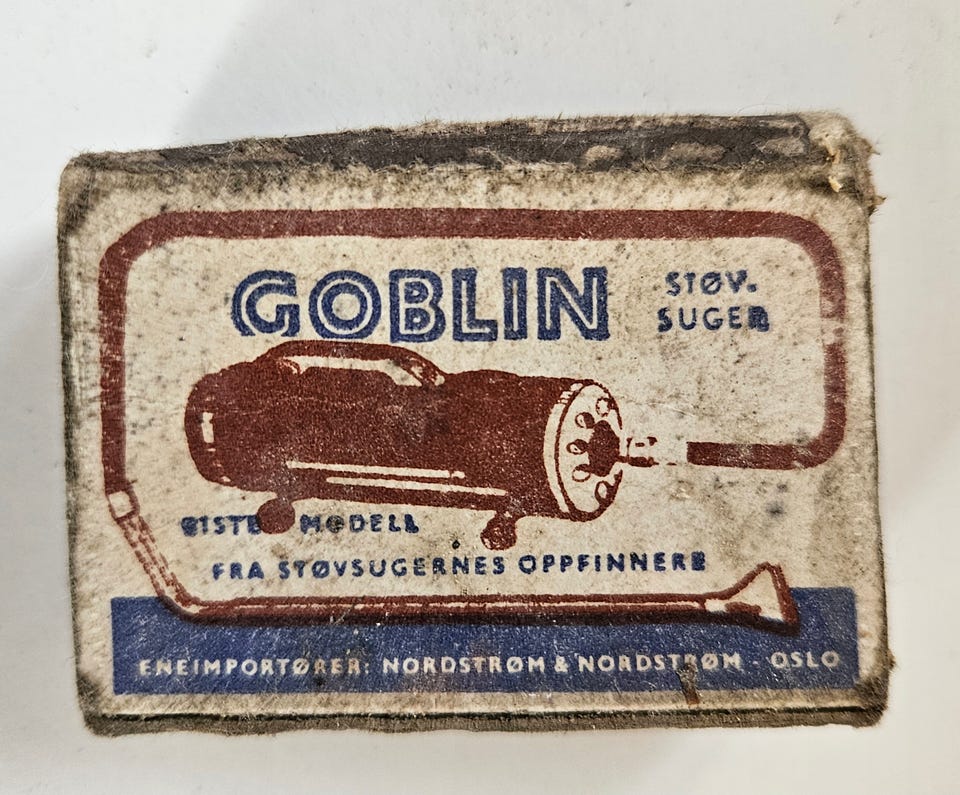 GOBLIN
STØV-
SUGER
SISTE MODELL
FRA STØVSUGERNES OPPFINNERE
ENEIMPORTØRER: NORDSTRØM & NORDSTRØM - OSLO